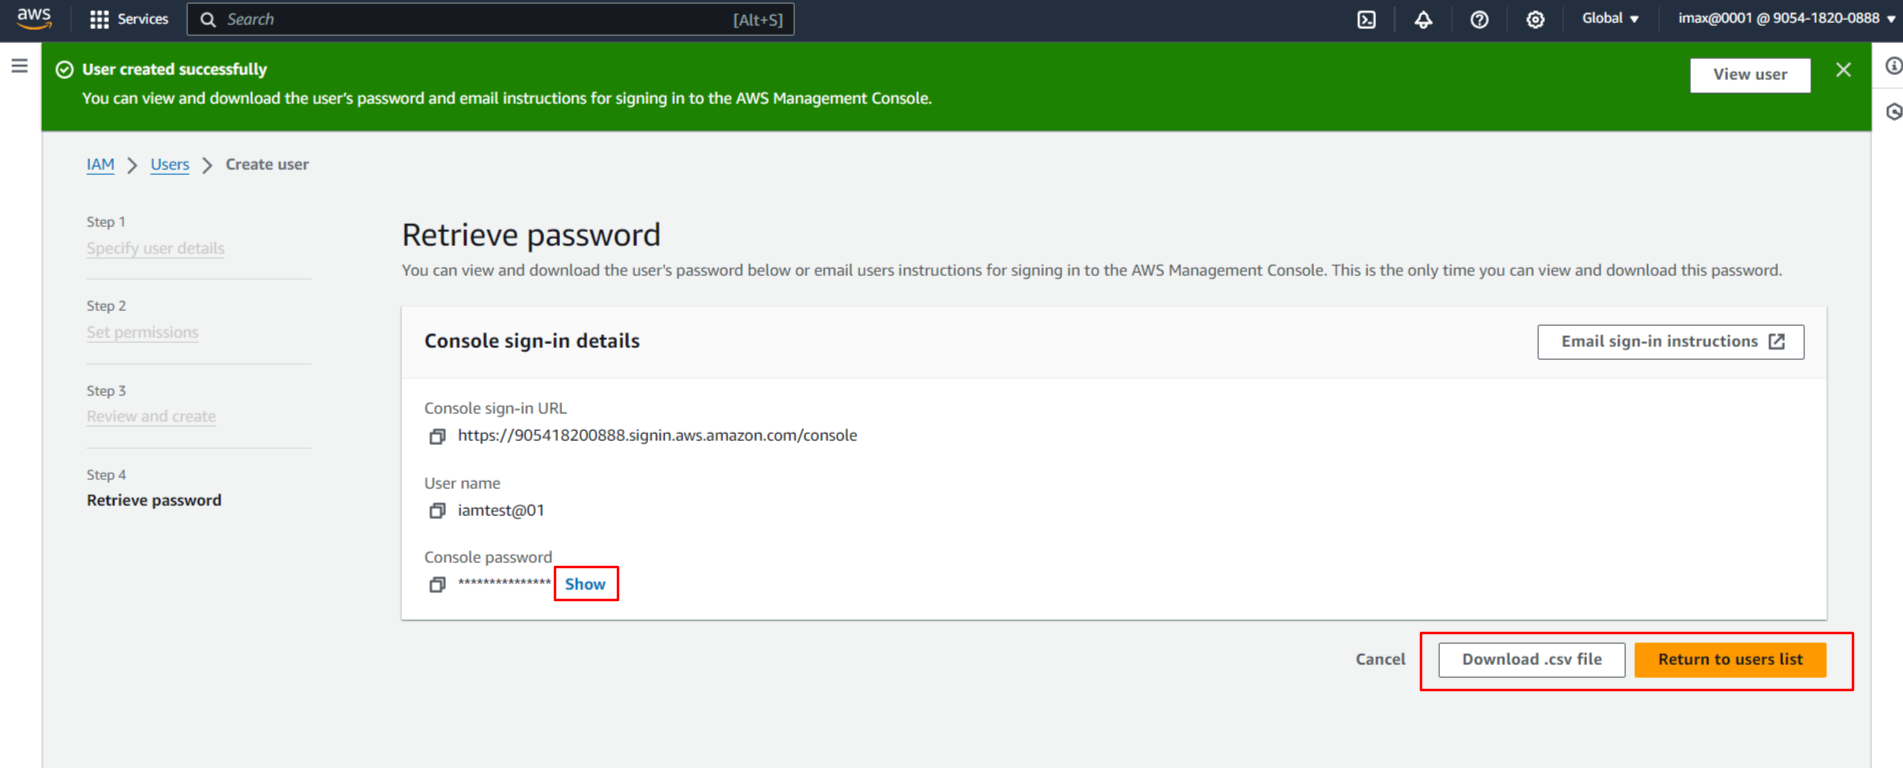 aws
Services
Search
[Alt+S]
Global
imax@0001 @ 9054-1820-0888
User created successfully
You can view and download the user's password and email instructions for signing in to the AWS Management Console.
View user
IAM > Users > Create user
Step 1
Specify user details
Step 2
Set permissions
Step 3
Review and create
Step 4
Retrieve password
Retrieve password
You can view and download the user's password below or email users instructions for signing in to the AWS Management Console. This is the only time you can view and download this password.
Console sign-in details
Email sign-in instructions
Console sign-in URL
https://905418200888.signin.aws.amazon.com/console
User name
iamtest@01
Console password
*************** Show
Cancel
Download .csv file
Return to users list